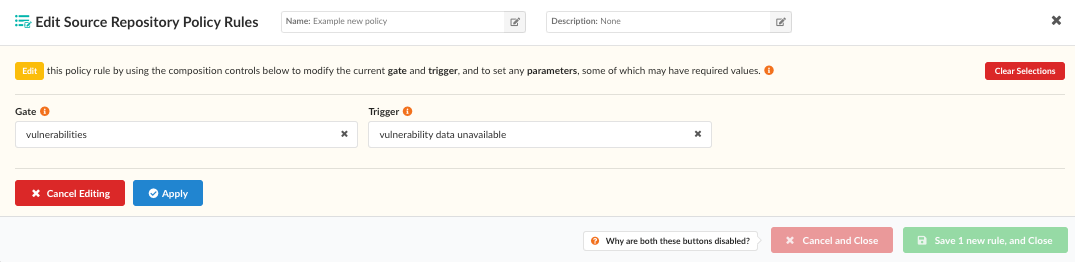 Edit Source Repository Policy Rules
Name: Example new policy
Description: None
Edit this policy rule by using the composition controls below to modify the current gate and trigger, and to set any parameters, some of which may have required values.
Clear Selections
Gate
Trigger
vulnerabilities
vulnerability data unavailable
Cancel Editing
Apply
Why are both these buttons disabled?
Cancel and Close
Save 1 new rule, and Close